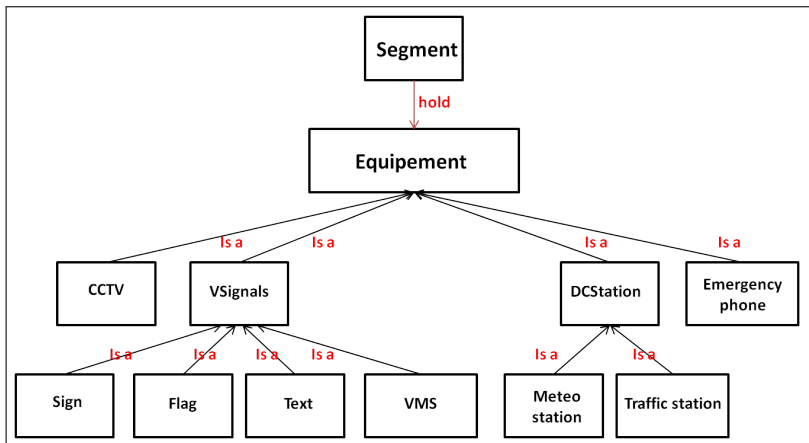 Segment
hold
Equipement
Is a
Is a
Is a
Is a
CCTV
VSignals
DCStation
Emergency
phone
Is a
Is a
Is a
Is a
Is a
Is a
Sign
Flag
Text
VMS
Meteo
station
Traffic station